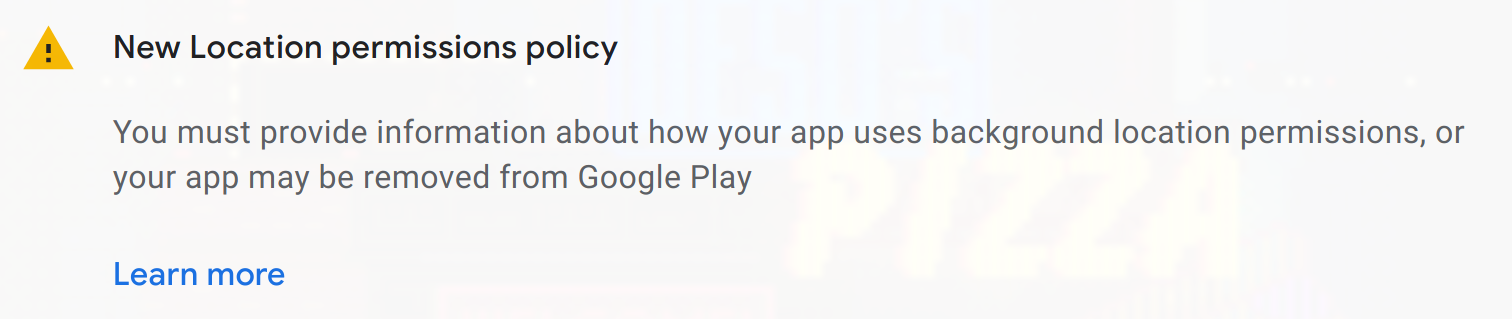 New Location permissions policy
You must provide information about how your app uses background location permissions, or
your app may be removed from Google Play
Learn more
PIZZA